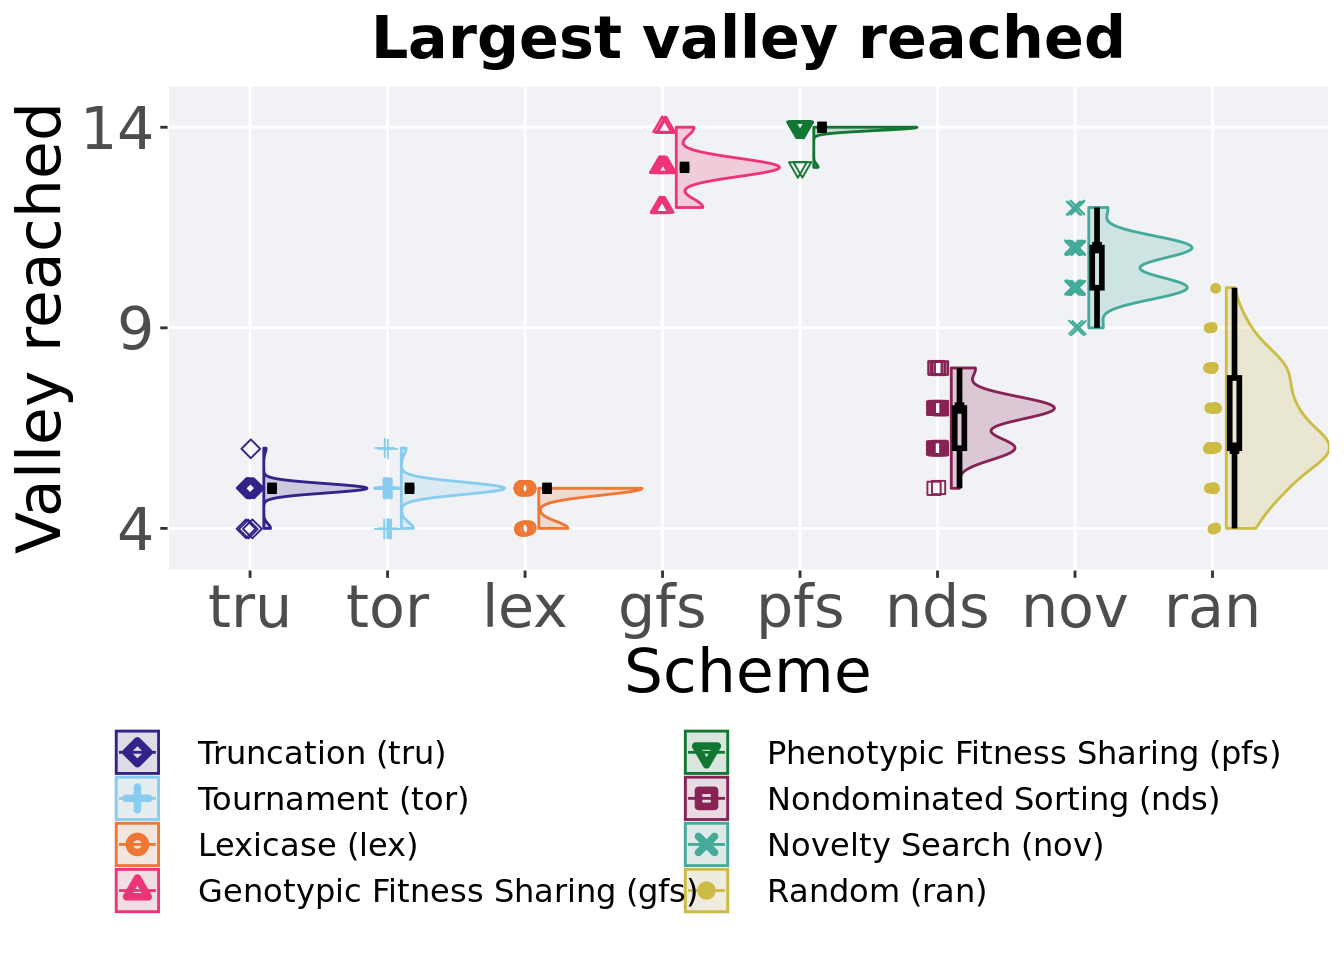 Largest valley reached
Valley reached
14
9
4
tru tor lex gfs pfs nds nov ran
Scheme
Truncation (tru)
Tournament (tor)
Lexicase (lex)
Genotypic Fitness Sharing (gfs)
Phenotypic Fitness Sharing (pfs)
Nondominated Sorting (nds)
Novelty Search (nov)
Random (ran)